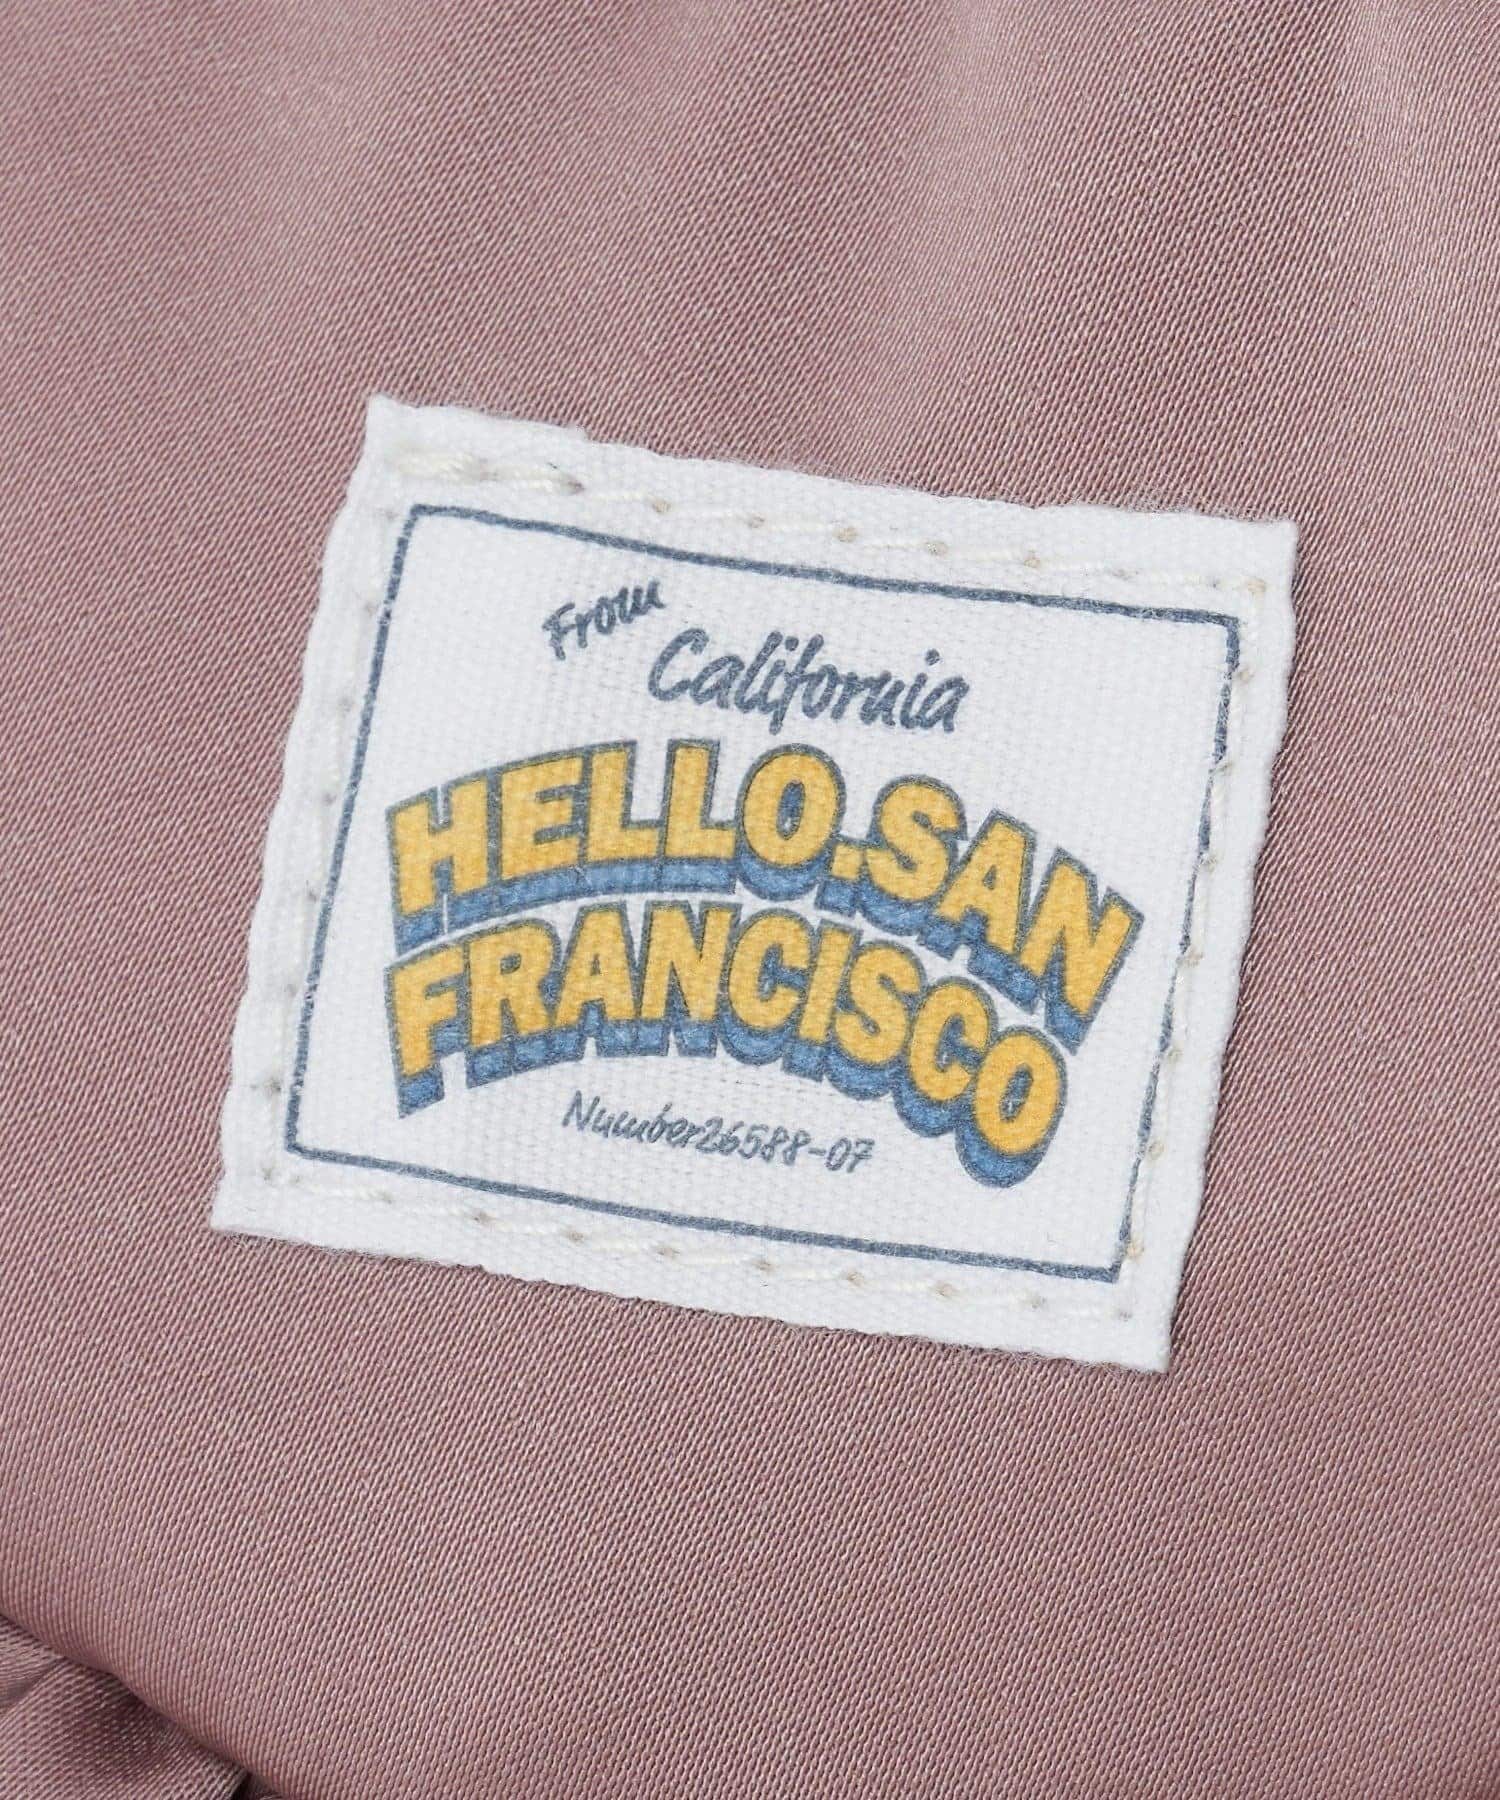 From
California
HELLO.SAN
FRANCISCO
Number26588-07